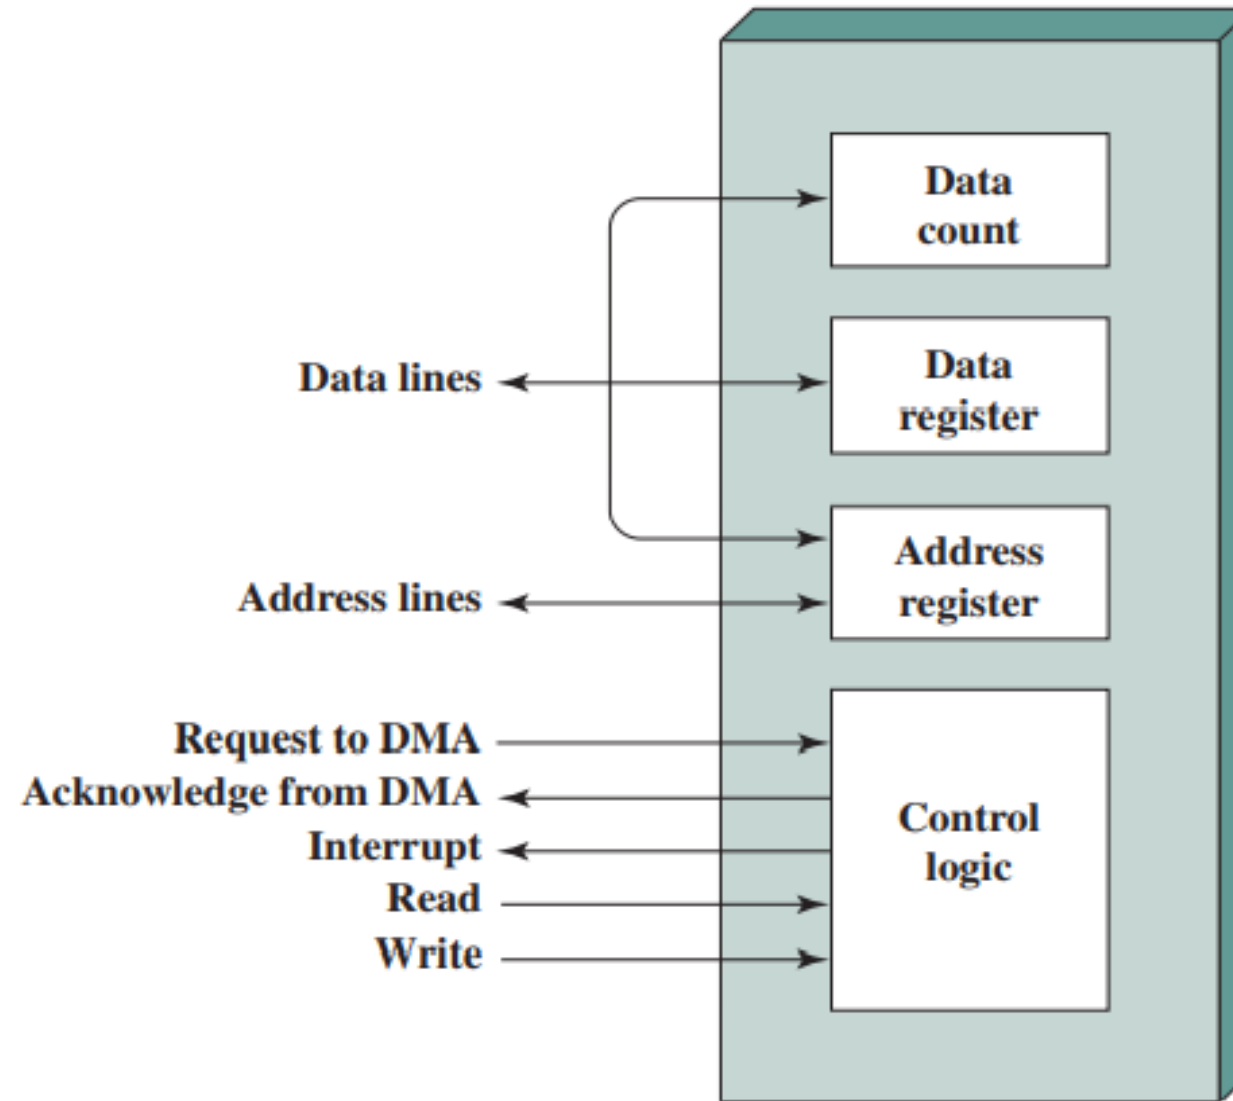 Data
count
Data lines
Data
register
Address
register
Address lines
Request to DMA
Acknowledge from DMA
Interrupt
Read
Write
Control
logic